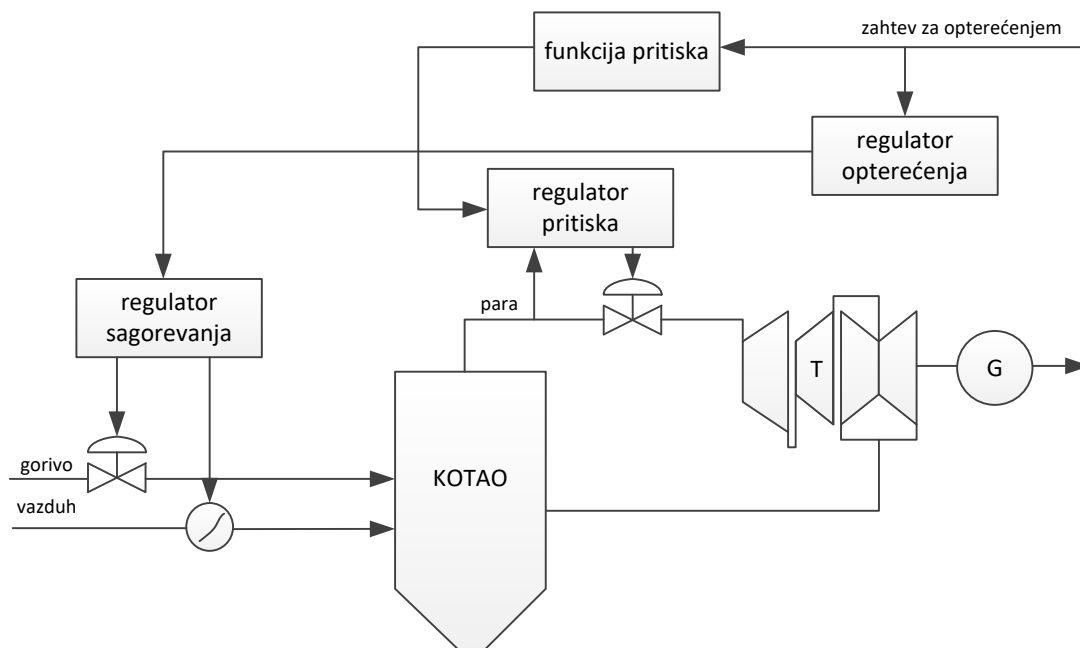 zahtev za opterećenjem
funkcija pritiska
regulator
opterećenja
regulator
pritiska
regulator
sagorevanja
para
T
G
gorivo
KOTAO
vazduh